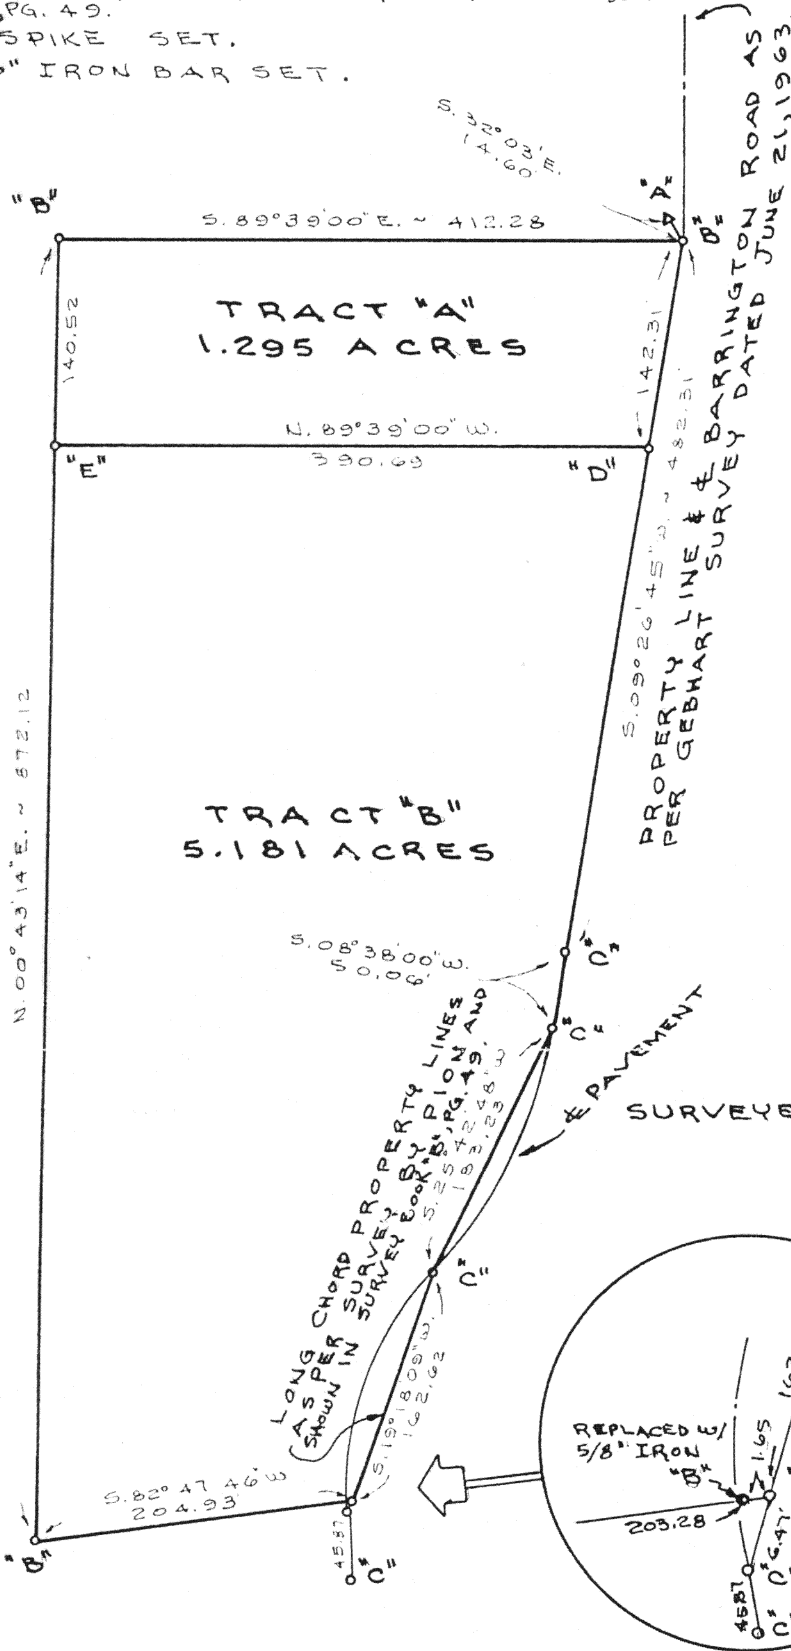 PG. 49.
SPIKE SET.
" IRON BAR SET.
S. 32° 03' E.
14.60
"A"
"B"
"B"
S. 89° 39' 00" E. ~ 412.28
140.52
TRACT "A"
1.295 ACRES
142.31
N. 89° 39' 00" W.
390.69
"E"
"D"
S. 09° 26' 45" W. ~ 482.31'
PROPERTY LINE & ℄ BARRINGTON ROAD AS
PER GEBHART SURVEY DATED JUNE 21, 1963.
N. 00° 43' 14" E. ~ 872.12
TRACT "B"
5.181 ACRES
S. 08° 38' 00" W.
50.06'
"C"
"C"
℄ PAVEMENT
SURVEYE
LONG CHORD PROPERTY LINES
AS PER SURVEY BY PION AND
SHOWN IN SURVEY BOOK "B", PG. 49.
S. 25° 42' 48" W
183.23
"C"
S. 19° 18' 09" W.
162.62
S. 82° 47' 46" W
204.93
"B"
45.87
"C"
REPLACED W/
5/8" IRON
"B"
1.65
203.28
6.47'
"C"
45.87